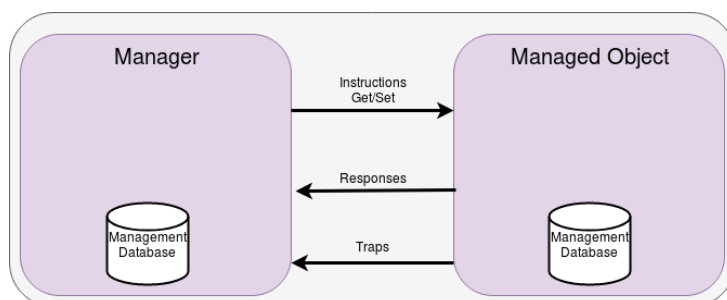 Manager
Managed Object
Instructions
Get/Set
Responses
Traps
Management
Database
Management
Database